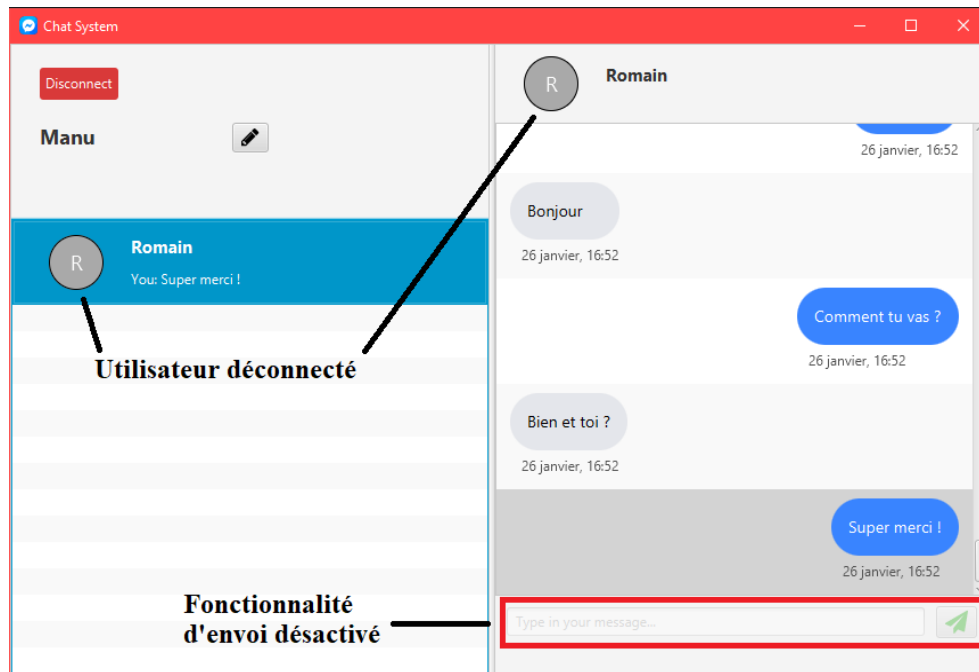 Chat System
Disconnect
Manu
R
Romain
You: Super merci !
Utilisateur déconnecté
Fonctionnalité
d'envoi désactivé
R
Romain
26 janvier, 16:52
Bonjour
26 janvier, 16:52
Comment tu vas ?
26 janvier, 16:52
Bien et toi ?
26 janvier, 16:52
Super merci !
26 janvier, 16:52
Type in your message...